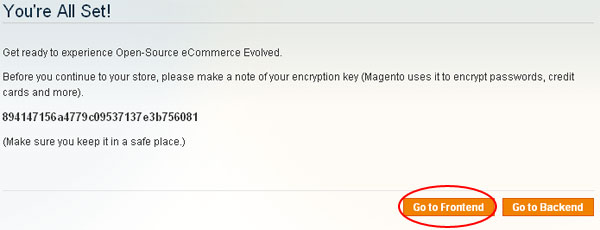 You're All Set!
Get ready to experience Open-Source eCommerce Evolved.
Before you continue to your store, please make a note of your encryption key (Magento uses it to encrypt passwords, credit
cards and more).
894147156a4779c09537137e3b756081
(Make sure you keep it in a safe place.)
Go to Frontend Go to Backend